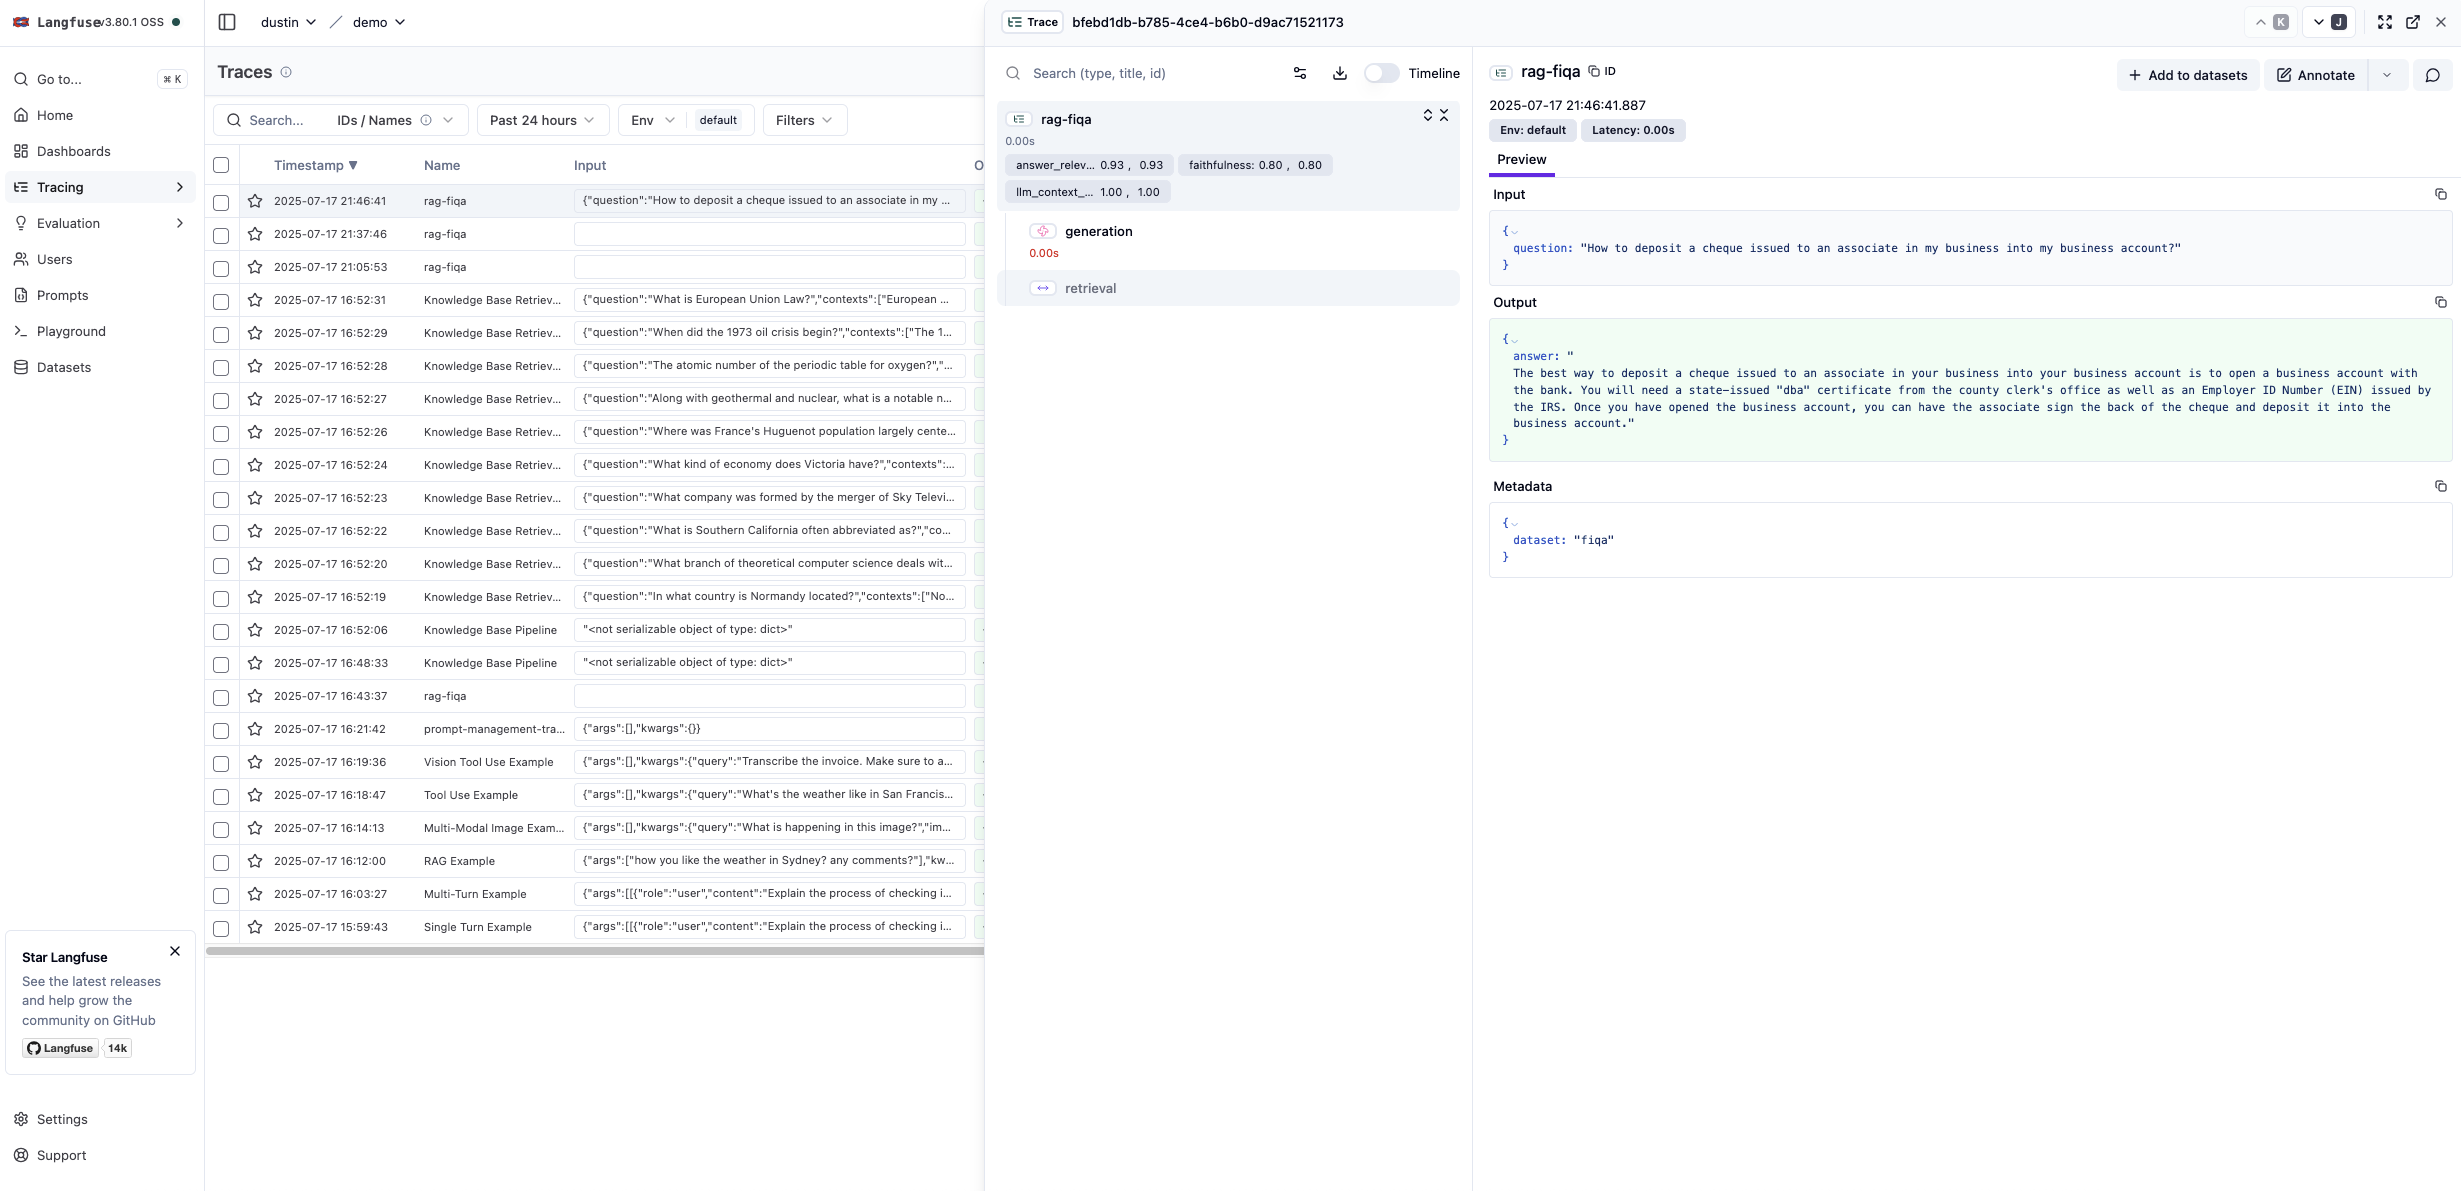 Langfuse v3.80.1 OSS
Go to... ⌘ K
Home
Dashboards
Tracing
Evaluation
Users
Prompts
Playground
Datasets
Star Langfuse
See the latest releases
and help grow the
community on GitHub
Langfuse 14k
Settings
Support
dustin / demo
Traces
Search... IDs / Names Past 24 hours Env default Filters
Timestamp ▼ Name Input O
2025-07-17 21:46:41 rag-fiqa {"question":"How to deposit a cheque issued to an associate in my ...
2025-07-17 21:37:46 rag-fiqa
2025-07-17 21:05:53 rag-fiqa
2025-07-17 16:52:31 Knowledge Base Retriev... {"question":"What is European Union Law?","contexts":["European ...
2025-07-17 16:52:29 Knowledge Base Retriev... {"question":"When did the 1973 oil crisis begin?","contexts":["The 1...
2025-07-17 16:52:28 Knowledge Base Retriev... {"question":"The atomic number of the periodic table for oxygen?","...
2025-07-17 16:52:27 Knowledge Base Retriev... {"question":"Along with geothermal and nuclear, what is a notable n...
2025-07-17 16:52:26 Knowledge Base Retriev... {"question":"Where was France's Huguenot population largely cente...
2025-07-17 16:52:24 Knowledge Base Retriev... {"question":"What kind of economy does Victoria have?","contexts":...
2025-07-17 16:52:23 Knowledge Base Retriev... {"question":"What company was formed by the merger of Sky Televi...
2025-07-17 16:52:22 Knowledge Base Retriev... {"question":"What is Southern California often abbreviated as?","co...
2025-07-17 16:52:20 Knowledge Base Retriev... {"question":"What branch of theoretical computer science deals wit...
2025-07-17 16:52:19 Knowledge Base Retriev... {"question":"In what country is Normandy located?","contexts":["No...
2025-07-17 16:52:06 Knowledge Base Pipeline "<not serializable object of type: dict>"
2025-07-17 16:48:33 Knowledge Base Pipeline "<not serializable object of type: dict>"
2025-07-17 16:43:37 rag-fiqa
2025-07-17 16:21:42 prompt-management-tra... {"args":[],"kwargs":{}}
2025-07-17 16:19:36 Vision Tool Use Example {"args":[],"kwargs":{"query":"Transcribe the invoice. Make sure to a...
2025-07-17 16:18:47 Tool Use Example {"args":[],"kwargs":{"query":"What's the weather like in San Francis...
2025-07-17 16:14:13 Multi-Modal Image Exam... {"args":[],"kwargs":{"query":"What is happening in this image?","im...
2025-07-17 16:12:00 RAG Example {"args":["how you like the weather in Sydney? any comments?"],"kw...
2025-07-17 16:03:27 Multi-Turn Example {"args":[[{"role":"user","content":"Explain the process of checking i...
2025-07-17 15:59:43 Single Turn Example {"args":[[{"role":"user","content":"Explain the process of checking i...
Trace bfebd1db-b785-4ce4-b6b0-d9ac71521173 K J
Search (type, title, id) Timeline
rag-fiqa
0.00s
answer_relev... 0.93 , 0.93 faithfulness: 0.80 , 0.80
llm_context_... 1.00 , 1.00
generation
0.00s
retrieval
rag-fiqa ID
Add to datasets Annotate
2025-07-17 21:46:41.887
Env: default Latency: 0.00s
Preview
Input
{
question: "How to deposit a cheque issued to an associate in my business into my business account?"
}
Output
{
answer: "
The best way to deposit a cheque issued to an associate in your business into your business account is to open a business account with
the bank. You will need a state-issued "dba" certificate from the county clerk's office as well as an Employer ID Number (EIN) issued by
the IRS. Once you have opened the business account, you can have the associate sign the back of the cheque and deposit it into the
business account."
}
Metadata
{
dataset: "fiqa"
}